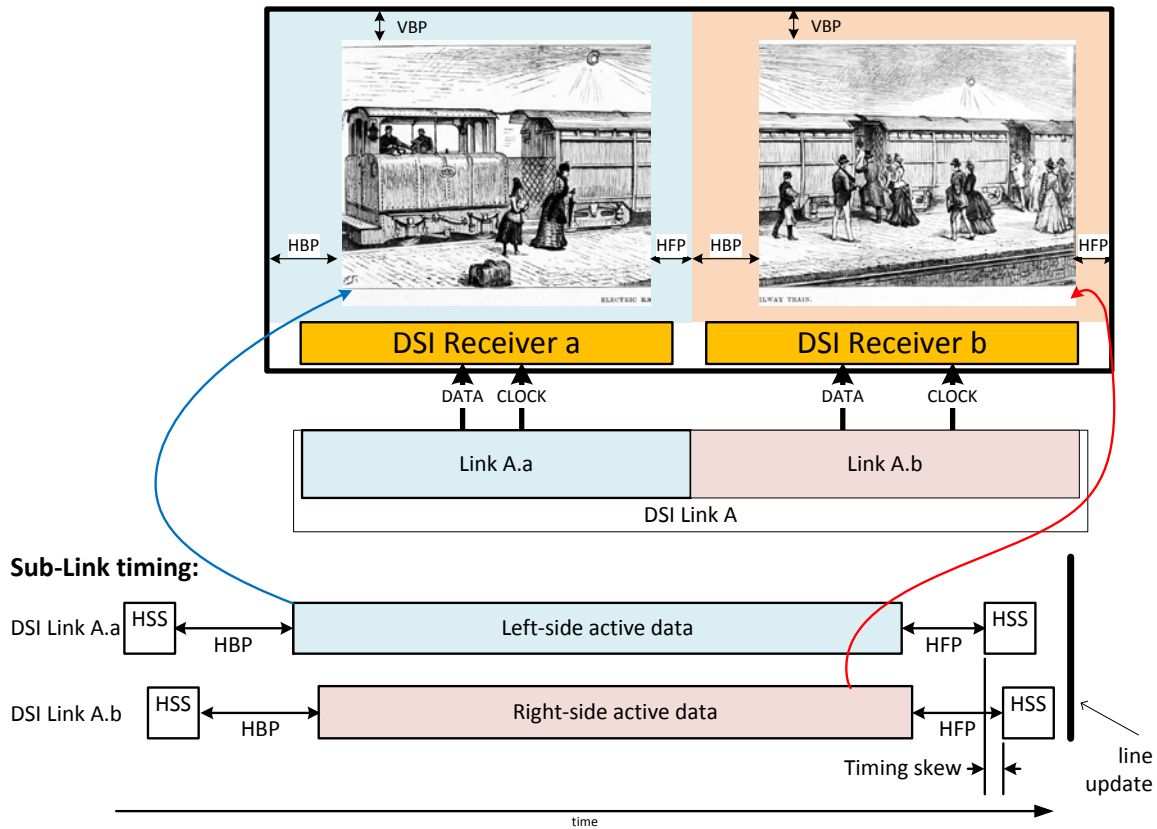 VBP
VBP
HBP
HFP
HBP
HFP
ELECTRIC RA
ILWAY TRAIN.
DSI Receiver a
DSI Receiver b
DATA
CLOCK
DATA
CLOCK
Link A.a
Link A.b
DSI Link A
Sub-Link timing:
DSI Link A.a
HSS
HBP
Left-side active data
HFP
HSS
DSI Link A.b
HSS
HBP
Right-side active data
HFP
HSS
Timing skew
line
update
time